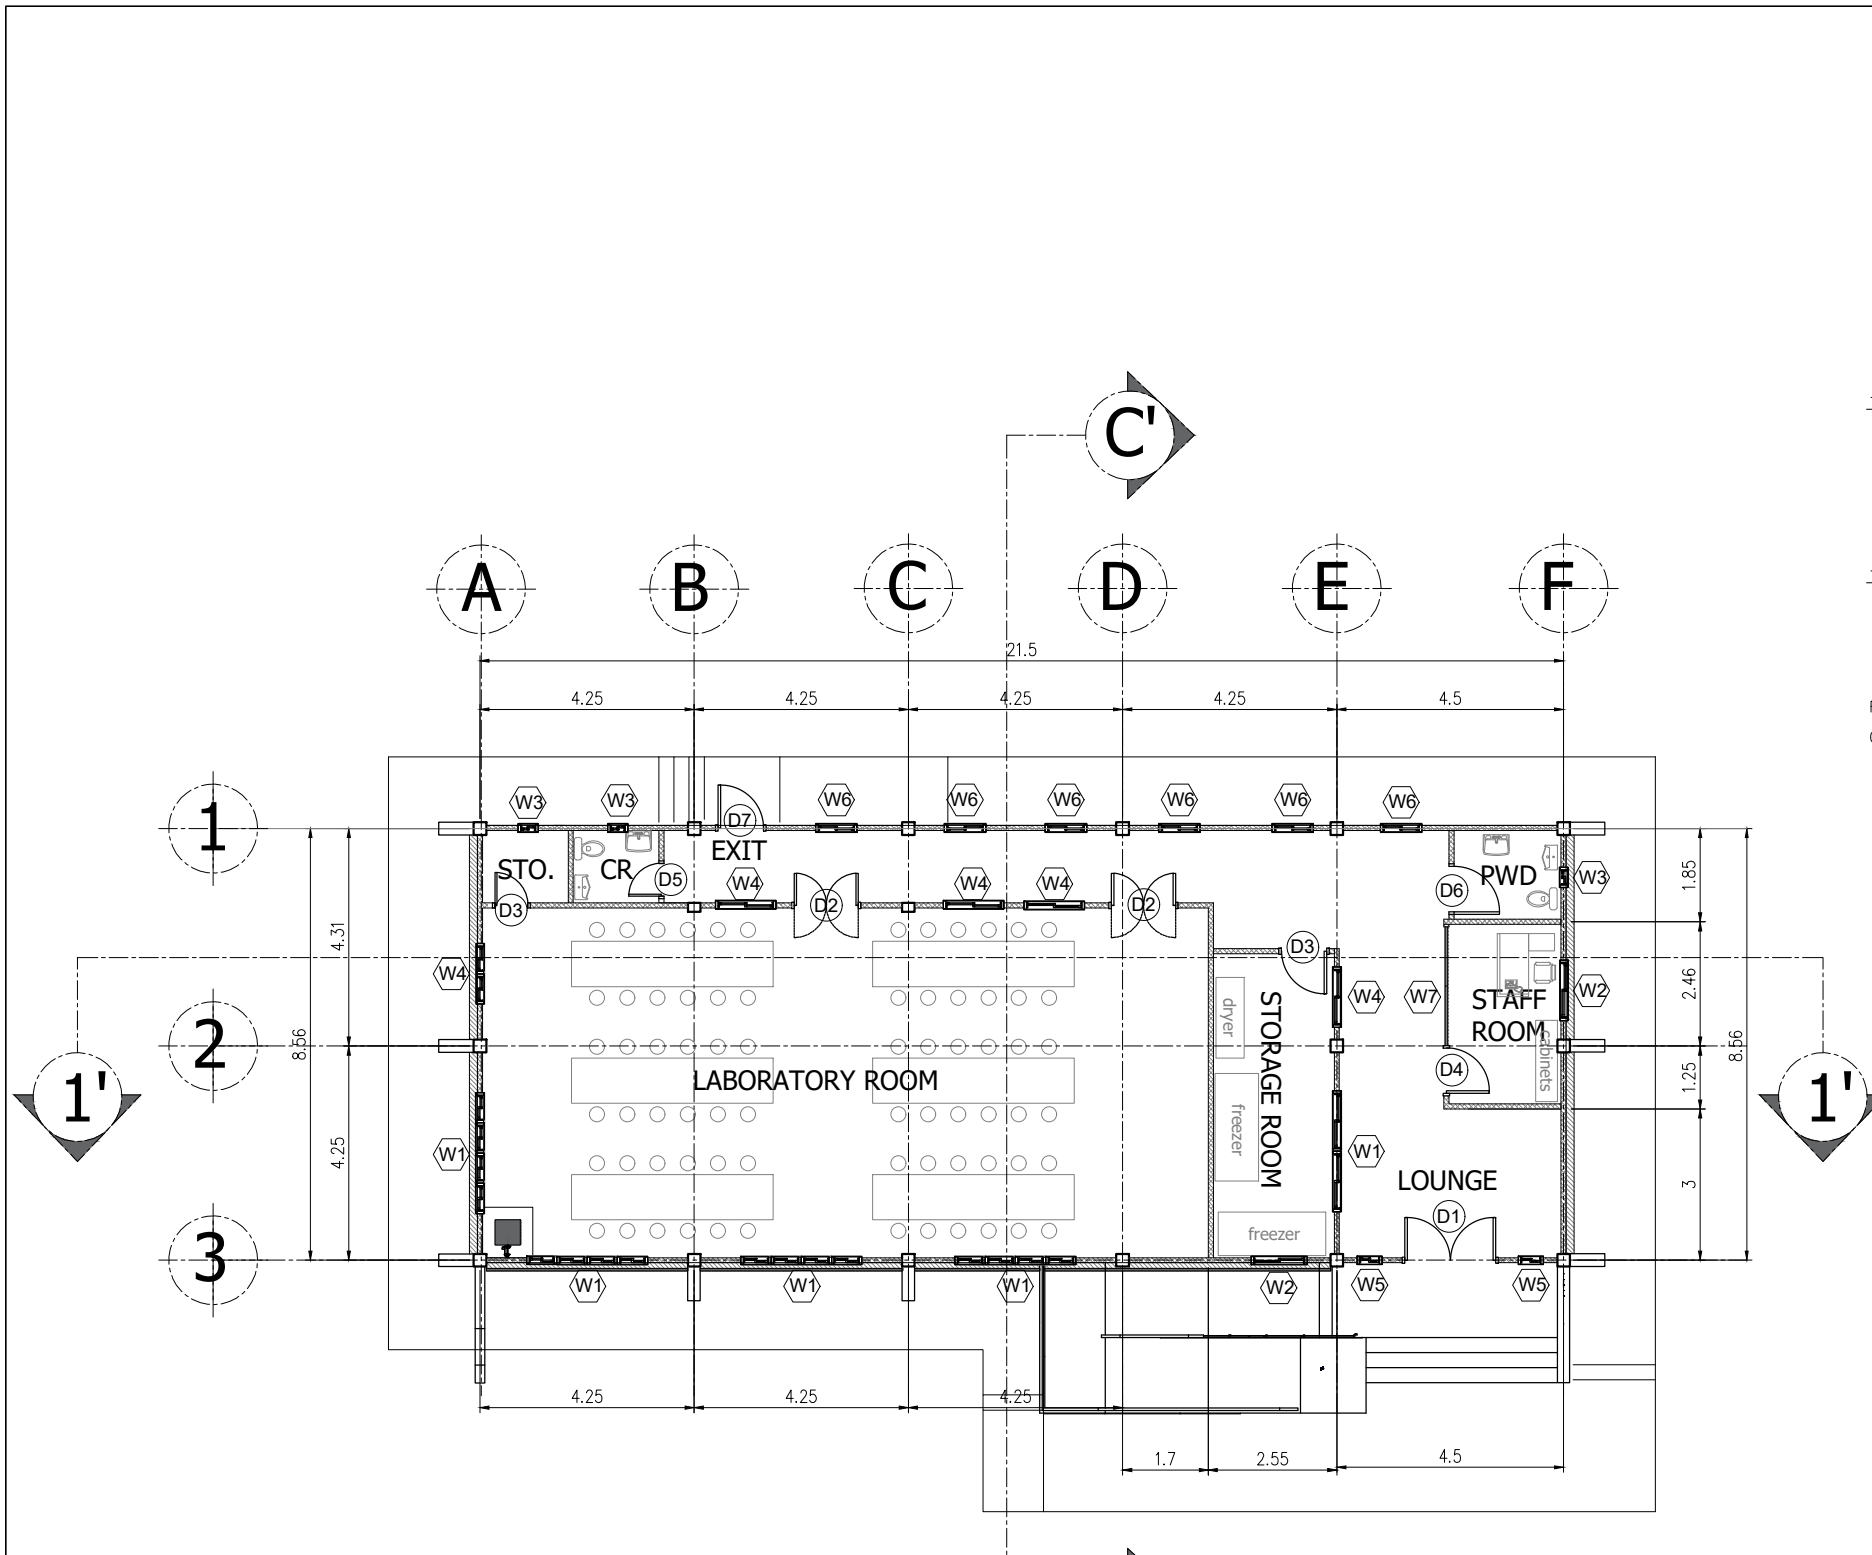 C'
A B C D E F
21.5
4.25 4.25 4.25 4.25 4.5
1
W3 W3 D7 W6 W6 W6 W6 W6 W6
EXIT
STO. CR D5 W4 W4 W4 D6 PWD W3
D3 D2 D2
1.85
4.31
D3
W4 W4 W7 W2
STAFF
ROOM
2.46
dryer
STORAGE ROOM
cabinets
2
8.56 8.56
LABORATORY ROOM
D4
1.25
1' 1'
freezer
W1 W1
4.25
LOUNGE
3
D1
freezer
3
W1 W1 W1 W2 W5 W5
4.25 4.25 4.25
1.7 2.55 4.5